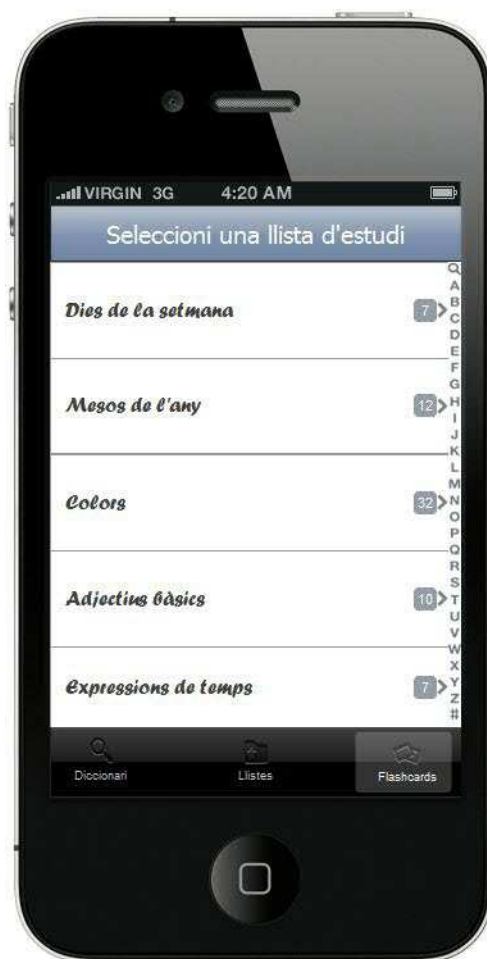 VIRGIN 3G 4:20 AM
Seleccioni una llista d'estudi
Dies de la setmana 7
Mesos de l'any 12
Colors 32
Adjectius bàsics 10
Expressions de temps 7
A
B
C
D
E
F
G
H
I
J
K
L
M
N
O
P
Q
R
S
T
U
V
W
X
Y
Z
#
Diccionari Llistes Flashcards